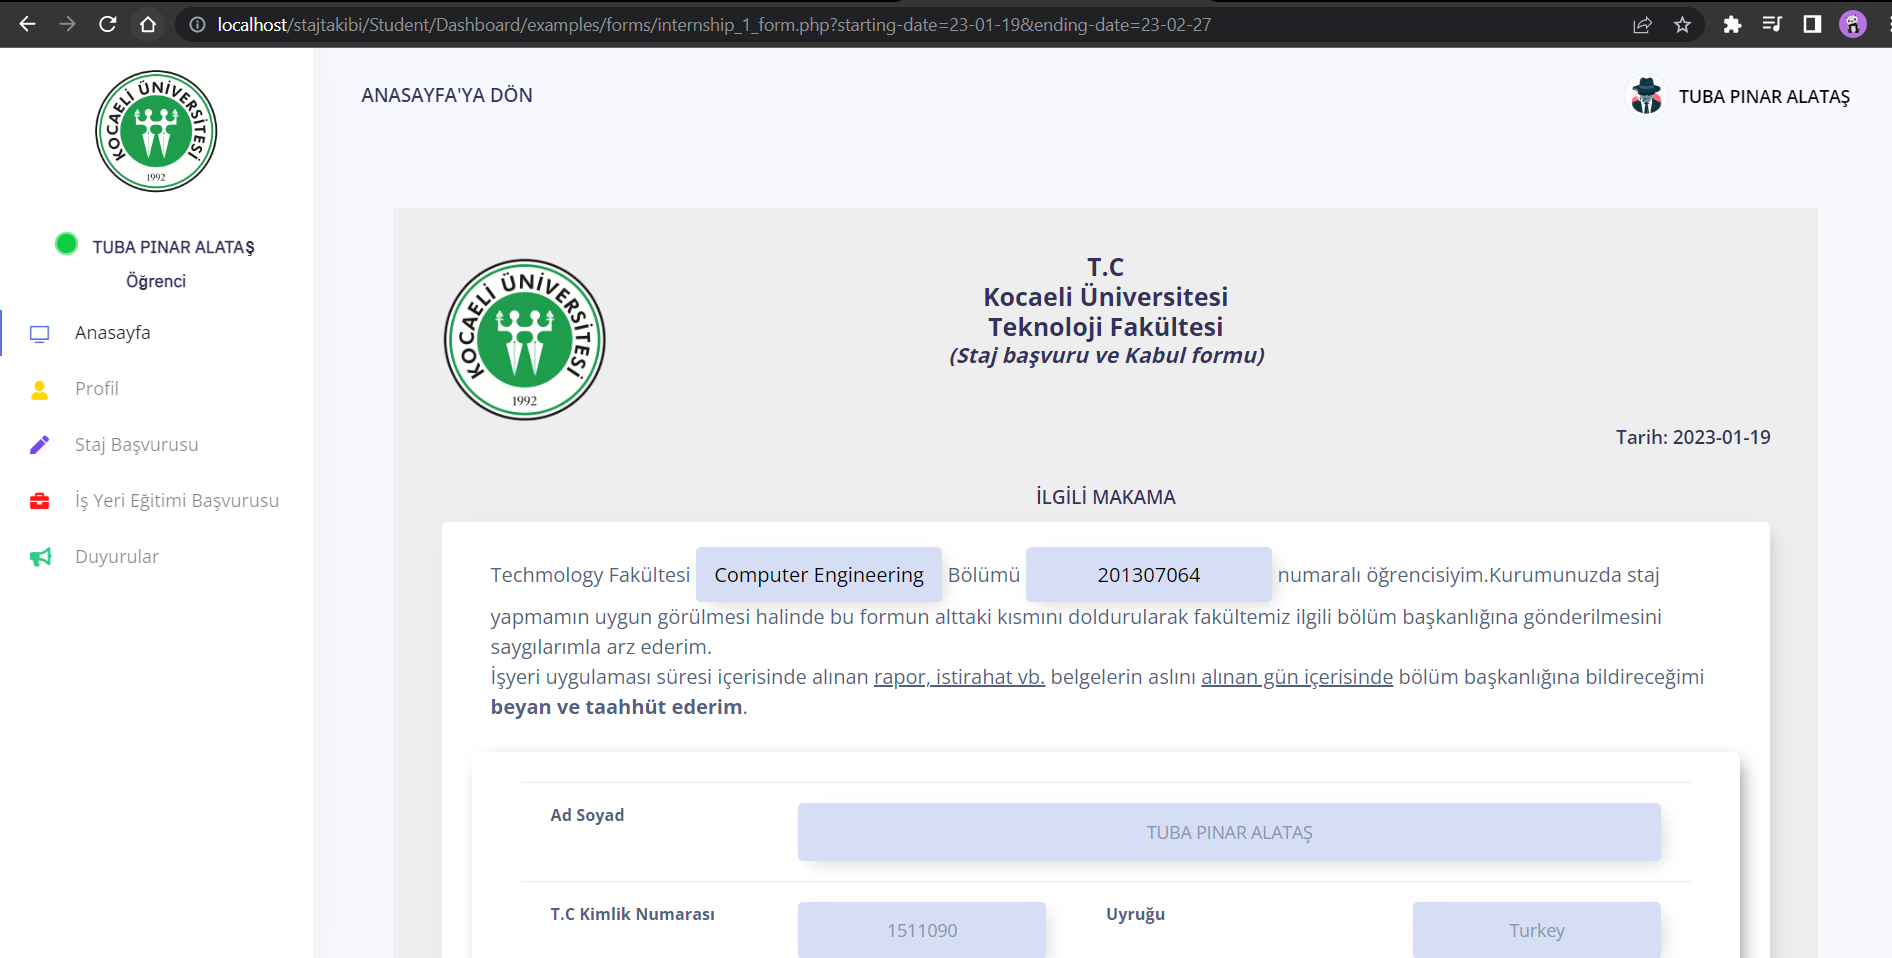 localhost/stajtakibi/Student/Dashboard/examples/forms/internship_1_form.php?starting-date=23-01-19&ending-date=23-02-27
KOCAELİ ÜNİVERSİTESİ
1992
TUBA PINAR ALATAŞ
Öğrenci
Anasayfa
Profil
Staj Başvurusu
İş Yeri Eğitimi Başvurusu
Duyurular
ANASAYFA'YA DÖN
TUBA PINAR ALATAŞ
KOCAELİ ÜNİVERSİTESİ
1992
T.C
Kocaeli Üniversitesi
Teknoloji Fakültesi
(Staj başvuru ve Kabul formu)
Tarih: 2023-01-19
İLGİLİ MAKAMA
Techmology Fakültesi Computer Engineering Bölümü 201307064 numaralı öğrencisiyim.Kurumunuzda staj
yapmamın uygun görülmesi halinde bu formun alttaki kısmını doldurularak fakültemiz ilgili bölüm başkanlığına gönderilmesini
saygılarımla arz ederim.
İşyeri uygulaması süresi içerisinde alınan rapor, istirahat vb. belgelerin aslını alınan gün içerisinde bölüm başkanlığına bildireceğimi
beyan ve taahhüt ederim.
Ad Soyad TUBA PINAR ALATAŞ
T.C Kimlik Numarası 1511090 Uyruğu Turkey